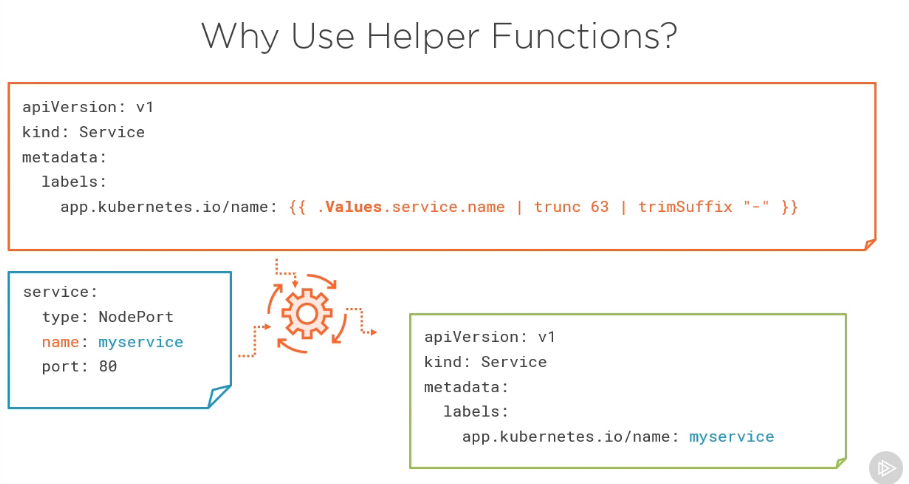 Why Use Helper Functions?
apiVersion: v1
kind: Service
metadata:
  labels:
    app.kubernetes.io/name: {{ .Values.service.name | trunc 63 | trimSuffix "-" }}
service:
  type: NodePort
  name: myservice
  port: 80
apiVersion: v1
kind: Service
metadata:
  labels:
    app.kubernetes.io/name: myservice